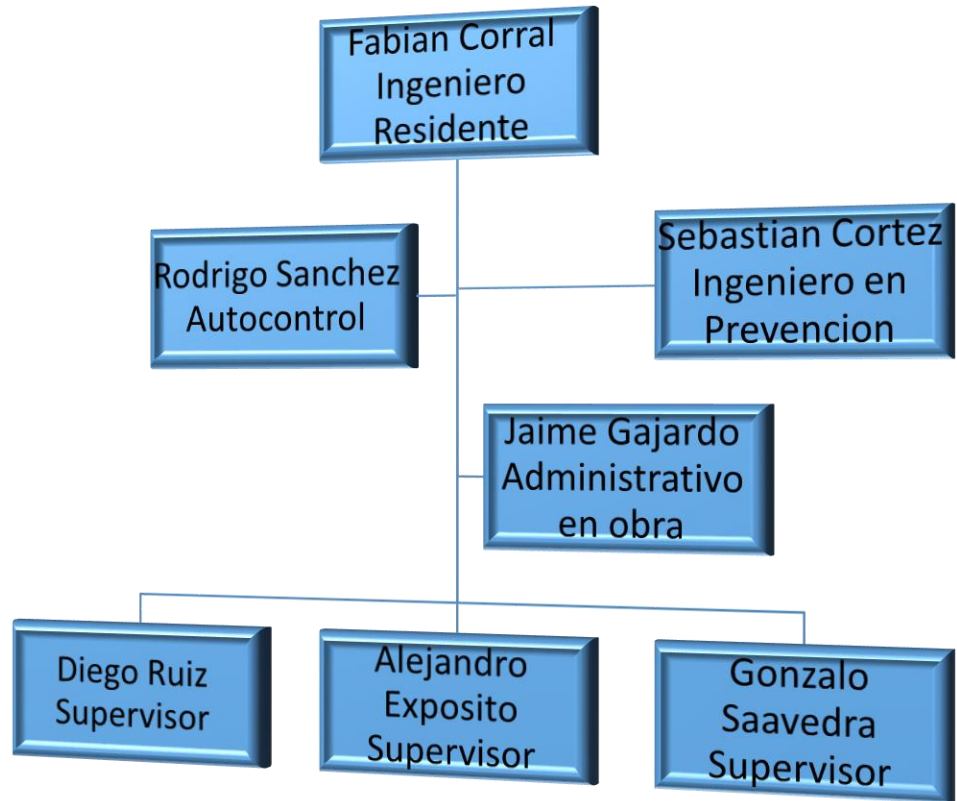 Fabian Corral
Ingeniero
Residente
Rodrigo Sanchez
Autocontrol
Sebastian Cortez
Ingeniero en
Prevencion
Jaime Gajardo
Administrativo
en obra
Diego Ruiz
Supervisor
Alejandro
Exposito
Supervisor
Gonzalo
Saavedra
Supervisor